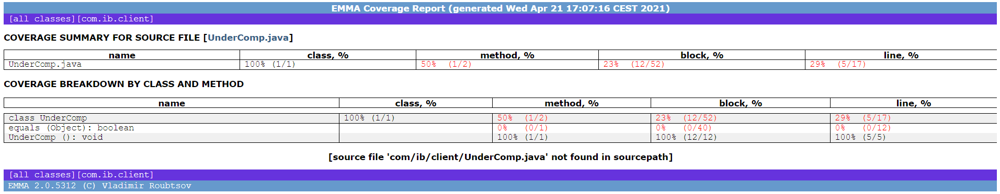 EMMA Coverage Report (generated Wed Apr 21 17:07:16 CEST 2021)
[all classes][com.ib.client]
COVERAGE SUMMARY FOR SOURCE FILE [UnderComp.java]
name class, % method, % block, % line, %
UnderComp.java 100% (1/1) 50% (1/2) 23% (12/52) 29% (5/17)
COVERAGE BREAKDOWN BY CLASS AND METHOD
name class, % method, % block, % line, %
class UnderComp 100% (1/1) 50% (1/2) 23% (12/52) 29% (5/17)
equals (Object): boolean 0% (0/1) 0% (0/40) 0% (0/12)
UnderComp (): void 100% (1/1) 100% (12/12) 100% (5/5)
[source file 'com/ib/client/UnderComp.java' not found in sourcepath]
[all classes][com.ib.client]
EMMA 2.0.5312 (C) Vladimir Roubtsov